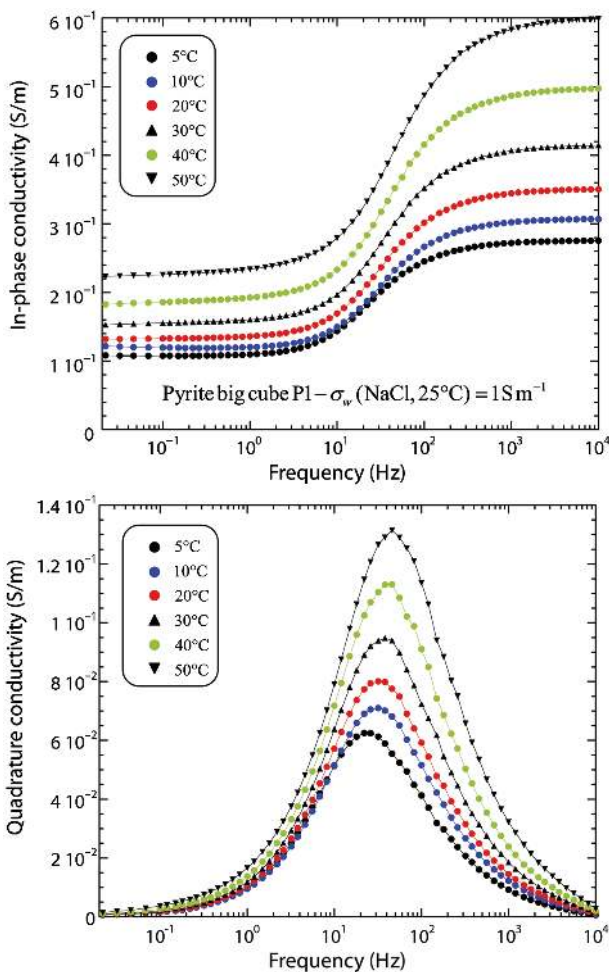 6 10⁻¹
5 10⁻¹
4 10⁻¹
3 10⁻¹
2 10⁻¹
1 10⁻¹
0
In-phase conductivity (S/m)
5°C
10°C
20°C
30°C
40°C
50°C
Pyrite big cube P1 – σw (NaCl, 25°C) = 1S m⁻¹
10⁻¹ 10⁰ 10¹ 10² 10³ 10⁴
Frequency (Hz)
1.4 10⁻¹
1.2 10⁻¹
1 10⁻¹
8 10⁻²
6 10⁻²
4 10⁻²
2 10⁻²
0
Quadrature conductivity (S/m)
5°C
10°C
20°C
30°C
40°C
50°C
10⁻¹ 10⁰ 10¹ 10² 10³ 10⁴
Frequency (Hz)